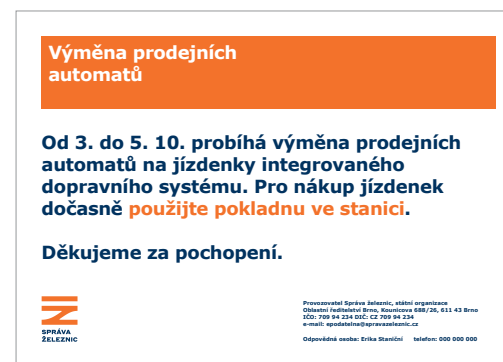 Výměna prodejních
automatů
Od 3. do 5. 10. probíhá výměna prodejních
automatů na jízdenky integrovaného
dopravního systému. Pro nákup jízdenek
dočasně použijte pokladnu ve stanici.
Děkujeme za pochopení.
SPRÁVA
ŽELEZNIC
Provozovatel Správa železnic, státní organizace
Oblastní ředitelství Brno, Kounicova 688/26, 611 43 Brno
IČO: 709 94 234 DIČ: CZ 709 94 234
e-mail: epodatelna@spravazeleznic.cz
Odpovědná osoba: Erika Staniční telefon: 000 000 000